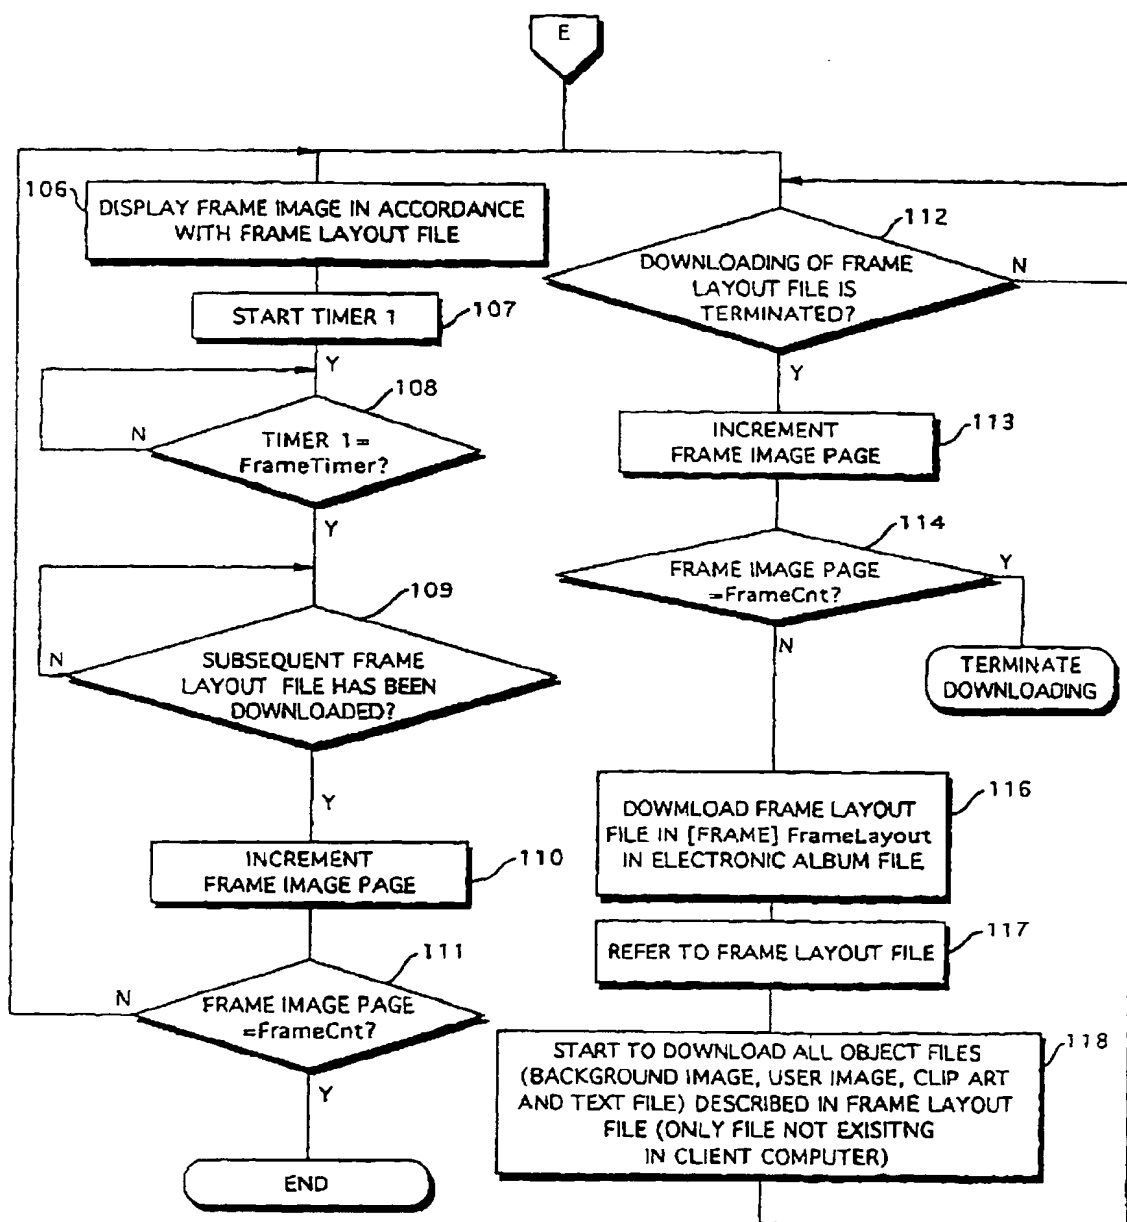 E
106
DISPLAY FRAME IMAGE IN ACCORDANCE
WITH FRAME LAYOUT FILE
START TIMER 1
107
Y
108
N
TIMER 1=
FrameTimer?
Y
109
N
SUBSEQUENT FRAME
LAYOUT FILE HAS BEEN
DOWNLOADED?
Y
INCREMENT
FRAME IMAGE PAGE
110
111
N
FRAME IMAGE PAGE
=FrameCnt?
Y
END
112
DOWNLOADING OF FRAME
LAYOUT FILE IS
TERMINATED?
N
Y
INCREMENT
FRAME IMAGE PAGE
113
114
FRAME IMAGE PAGE
=FrameCnt?
Y
N
TERMINATE
DOWNLOADING
116
DOWMLOAD FRAME LAYOUT
FILE IN [FRAME] FrameLayout
IN ELECTRONIC ALBUM FILE
117
REFER TO FRAME LAYOUT FILE
118
START TO DOWNLOAD ALL OBJECT FILES
(BACKGROUND IMAGE, USER IMAGE, CLIP ART
AND TEXT FILE) DESCRIBED IN FRAME LAYOUT
FILE (ONLY FILE NOT EXISITNG
IN CLIENT COMPUTER)